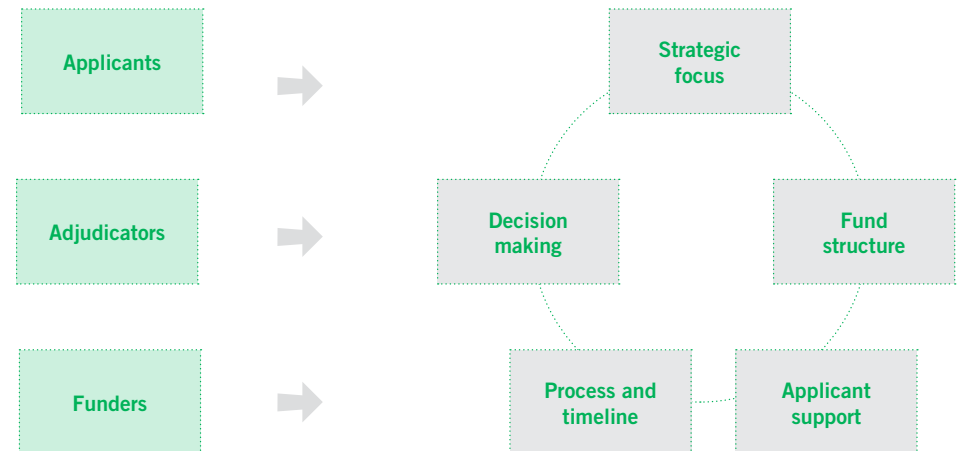 Applicants
Strategic
focus
Adjudicators
Decision
making
Fund
structure
Funders
Process and
timeline
Applicant
support